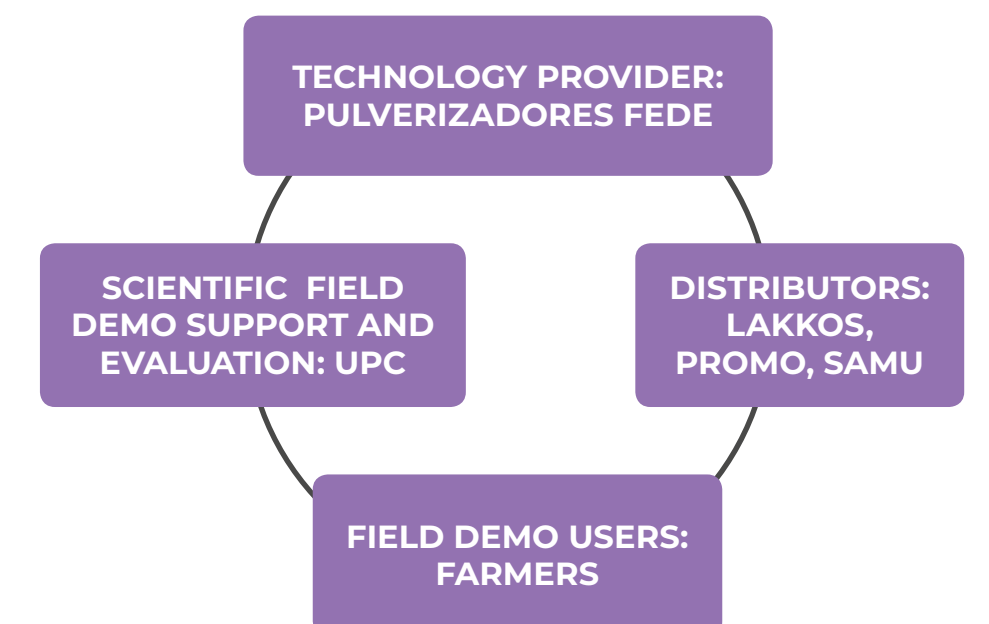 TECHNOLOGY PROVIDER:
PULVERIZADORES FEDE
SCIENTIFIC FIELD
DEMO SUPPORT AND
EVALUATION: UPC
DISTRIBUTORS:
LAKKOS,
PROMO, SAMU
FIELD DEMO USERS:
FARMERS